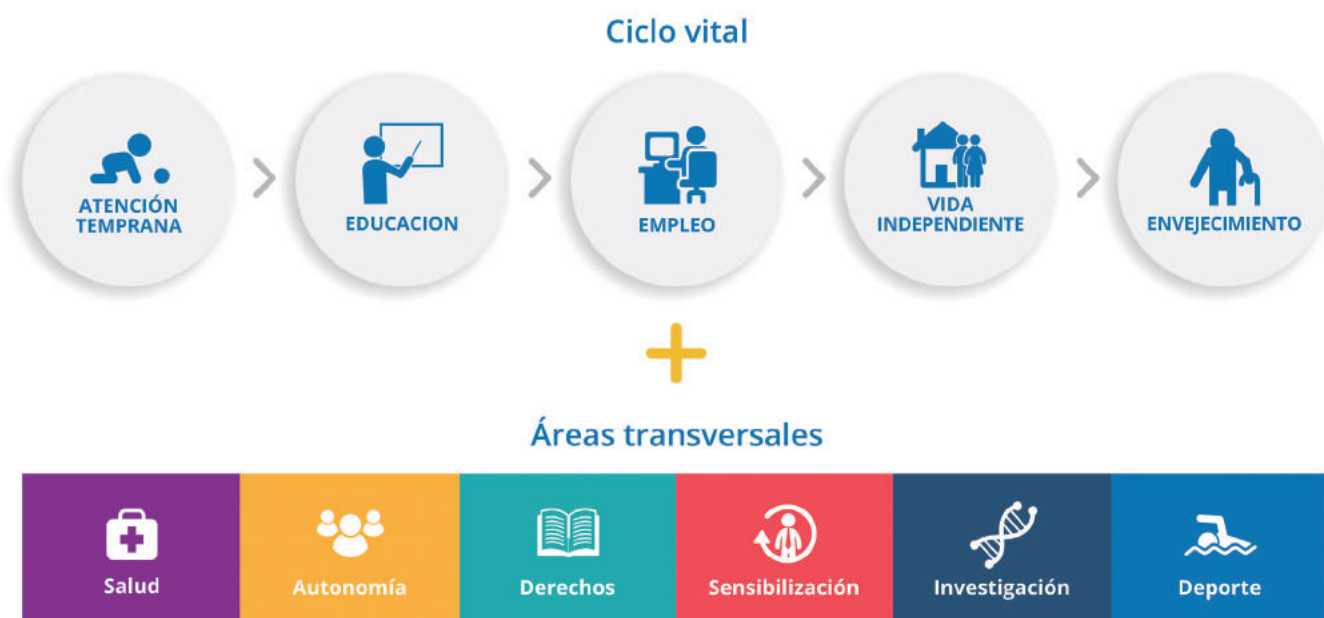 Ciclo vital
ATENCIÓN
TEMPRANA
EDUCACION
EMPLEO
VIDA
INDEPENDIENTE
ENVEJECIMIENTO
Áreas transversales
Salud
Autonomía
Derechos
Sensibilización
Investigación
Deporte